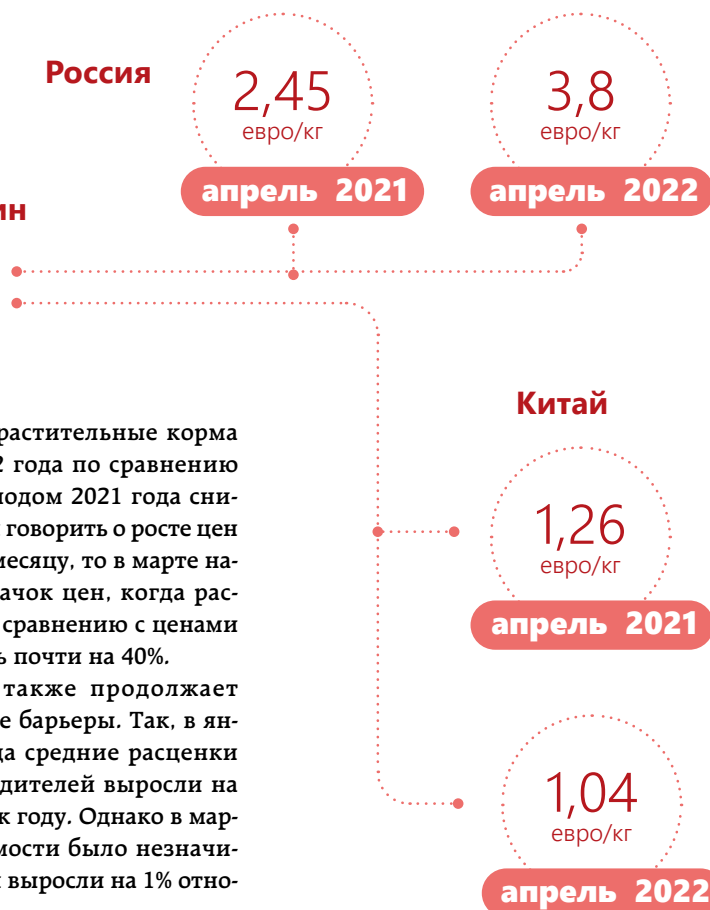 Россия
2,45
евро/кг
апрель 2021
3,8
евро/кг
апрель 2022
ин
растительные корма
2 года по сравнению
иодом 2021 года сни-
и говорить о росте цен
месяцу, то в марте на-
ачок цен, когда рас-
сравнению с ценами
ь почти на 40%.
также продолжает
е барьеры. Так, в ян-
да средние расценки
дителей выросли на
к году. Однако в мар-
мости было незначи-
и выросли на 1% отно-
Китай
1,26
евро/кг
апрель 2021
1,04
евро/кг
апрель 2022